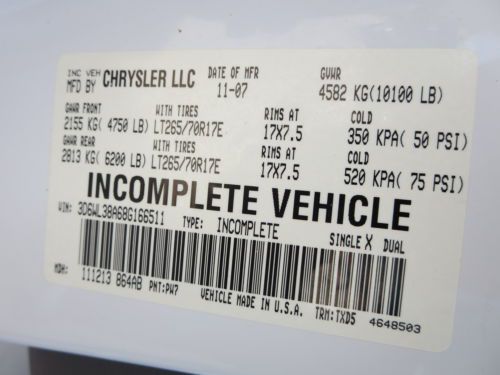 INC VEH MFD BY CHRYSLER LLC DATE OF MFR 11-07 GVWR 4582 KG(10100 LB)
GAWR FRONT WITH TIRES RIMS AT COLD
2155 KG( 4750 LB) LT265/70R17E 17X7.5 350 KPA( 50 PSI)
GAWR REAR WITH TIRES RIMS AT COLD
2813 KG( 6200 LB) LT265/70R17E 17X7.5 520 KPA( 75 PSI)
INCOMPLETE VEHICLE
VIN: 3D6WL38A68G166511 TYPE: INCOMPLETE SINGLE X DUAL
MDH: 111213 864AB PNT:PW7 VEHICLE MADE IN U.S.A. TRM:TXD5 4648503